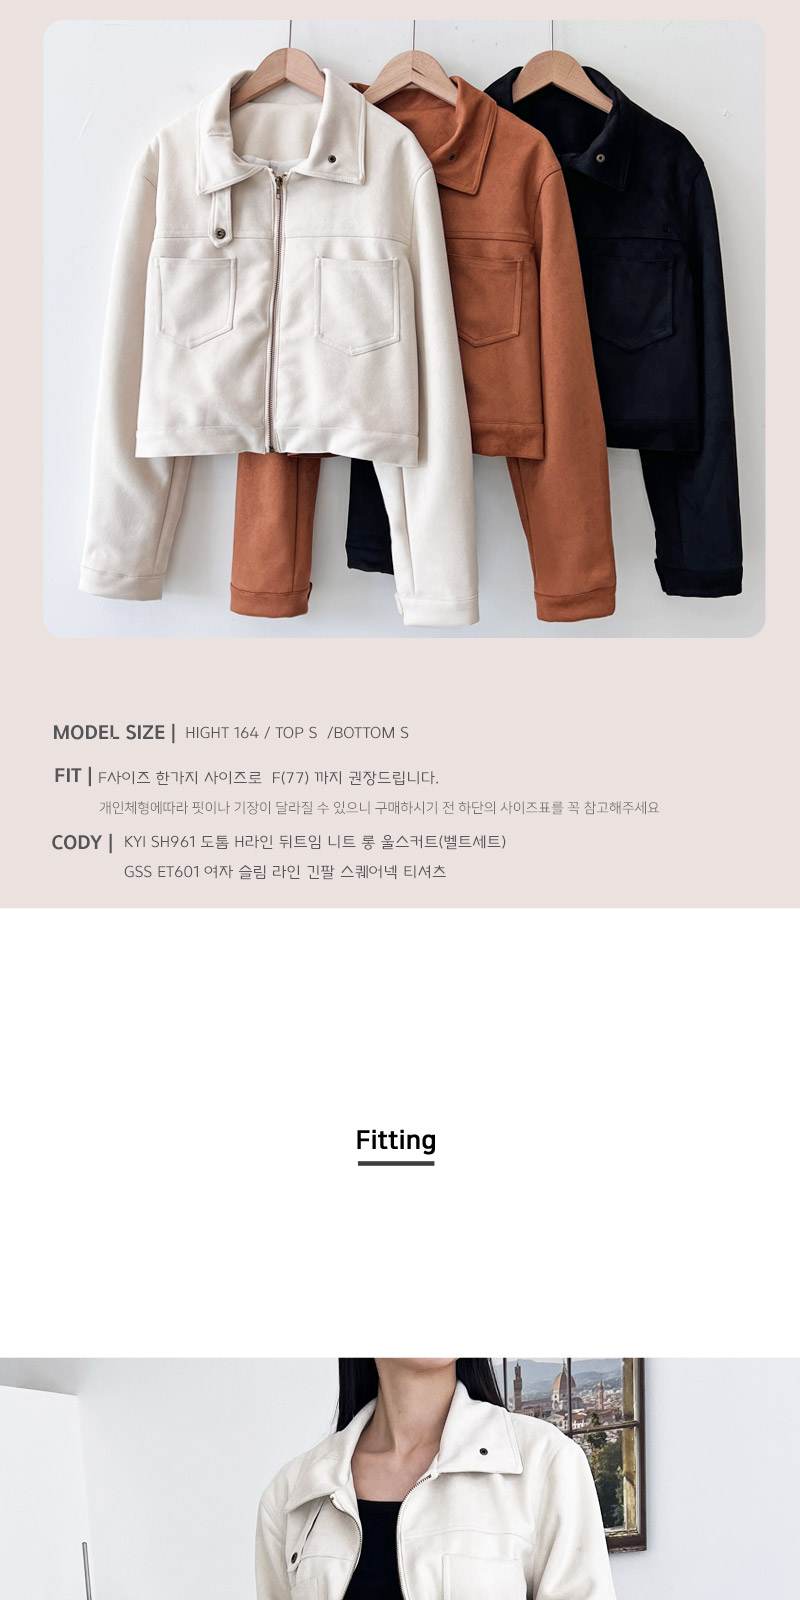 MODEL SIZE | HIGHT 164 / TOP S /BOTTOM S
FIT | F사이즈 한가지 사이즈로 F(77) 까지 권장드립니다.
개인체형에따라 핏이나 기장이 달라질 수 있으니 구매하시기 전 하단의 사이즈표를 꼭 참고해주세요
CODY | KYI SH961 도톰 H라인 뒤트임 니트 롱 울스커트(벨트세트)
GSS ET601 여자 슬림 라인 긴팔 스퀘어넥 티셔츠
Fitting